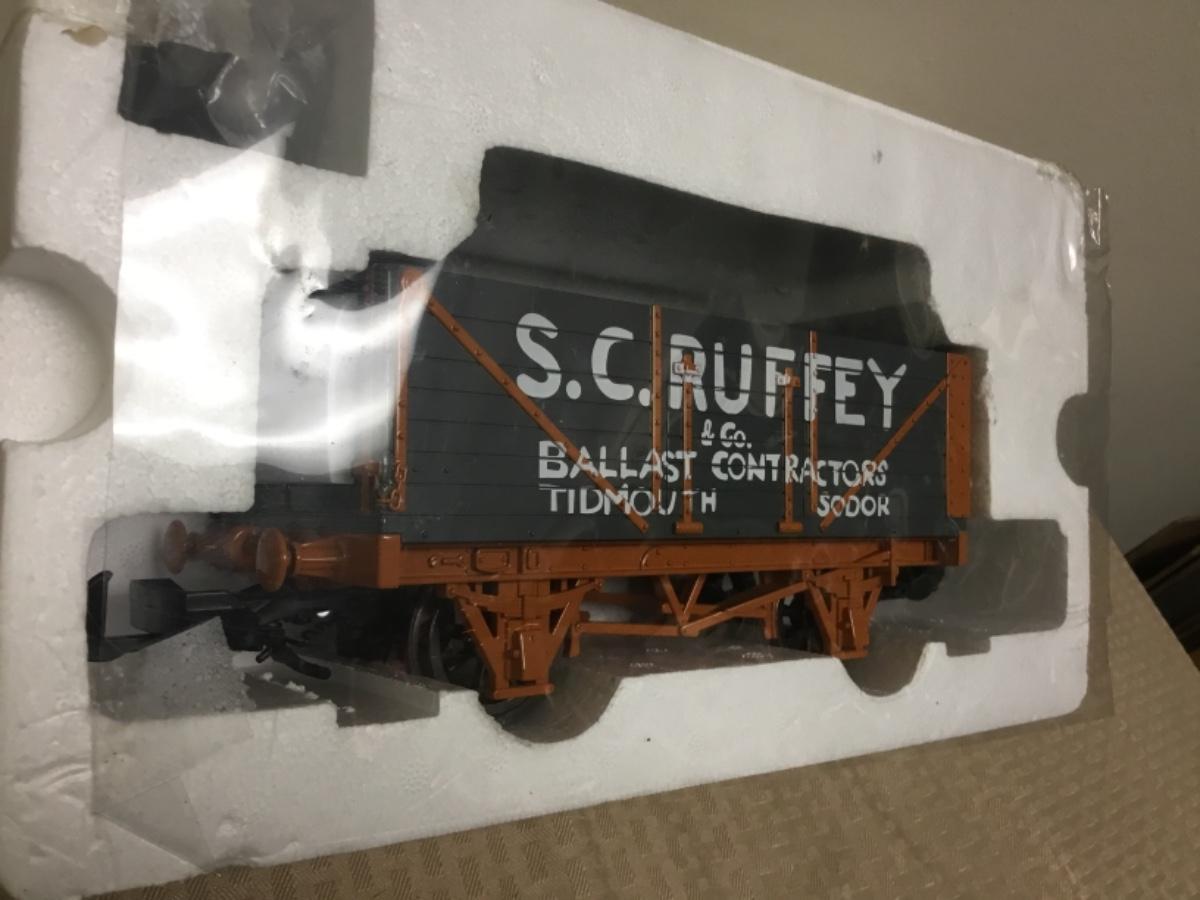 S.C.RUFFEY
& Co.
BALLAST CONTRACTORS
TIDMOUTH SODOR